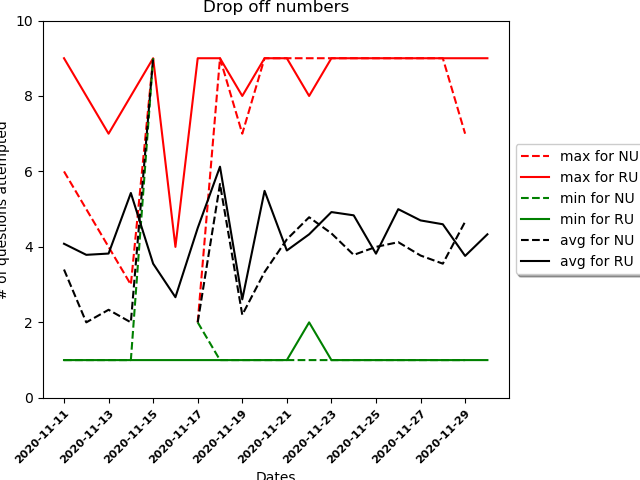 Drop off numbers
# of questions attempted
10
8
6
4
2
0
2020-11-11
2020-11-13
2020-11-15
2020-11-17
2020-11-19
2020-11-21
2020-11-23
2020-11-25
2020-11-27
2020-11-29
Dates
max for NU
max for RU
min for NU
min for RU
avg for NU
avg for RU